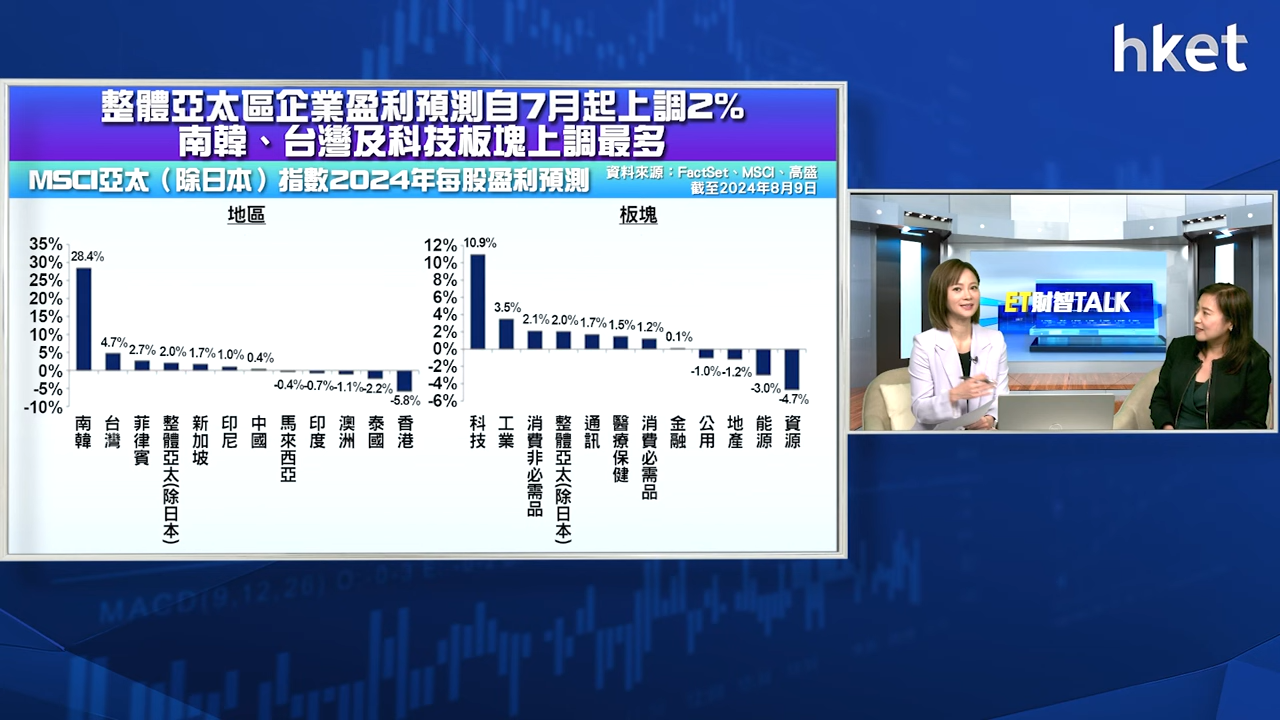 hket
整體亞太區企業盈利預測自7月起上調2%
南韓、台灣及科技板塊上調最多
MSCI亞太（除日本）指數2024年每股盈利預測
資料來源：FactSet、MSCI、高盛
截至2024年8月9日
地區
35%
30%
25%
20%
15%
10%
5%
0%
-5%
-10%
28.4%
4.7%
2.7%
2.0%
1.7%
1.0%
0.4%
-0.4%
-0.7%
-1.1%
-2.2%
-5.8%
南韓
台灣
菲律賓
整體亞太(除日本)
新加坡
印尼
中國
馬來西亞
印度
澳洲
泰國
香港
板塊
12%
10%
8%
6%
4%
2%
0%
-2%
-4%
-6%
10.9%
3.5%
2.1%
2.0%
1.7%
1.5%
1.2%
0.1%
-1.0%
-1.2%
-3.0%
-4.7%
科技
工業
消費非必需品
整體亞太(除日本)
通訊
醫療保健
消費必需品
金融
公用
地產
能源
資源
ET財智TALK
MACD(9.12.26)